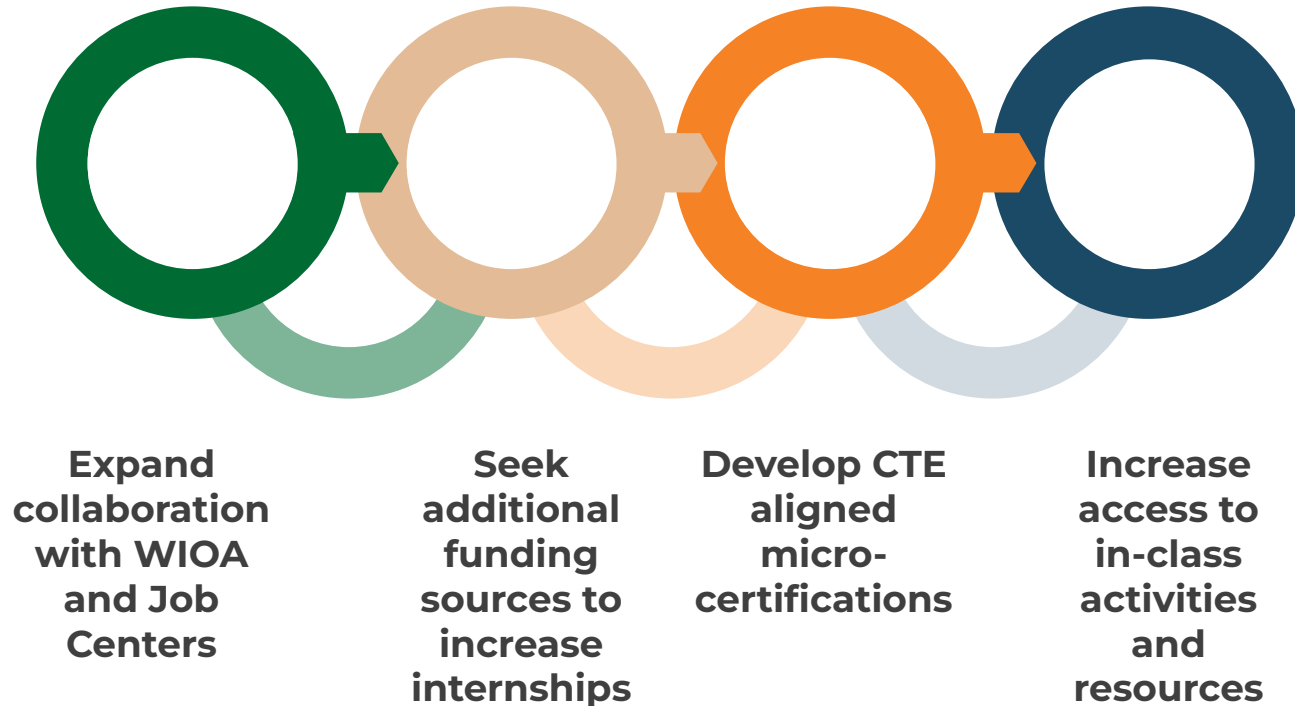 Expand
collaboration
with WIOA
and Job
Centers
Seek
additional
funding
sources to
increase
internships
Develop CTE
aligned
micro-
certifications
Increase
access to
in-class
activities
and
resources